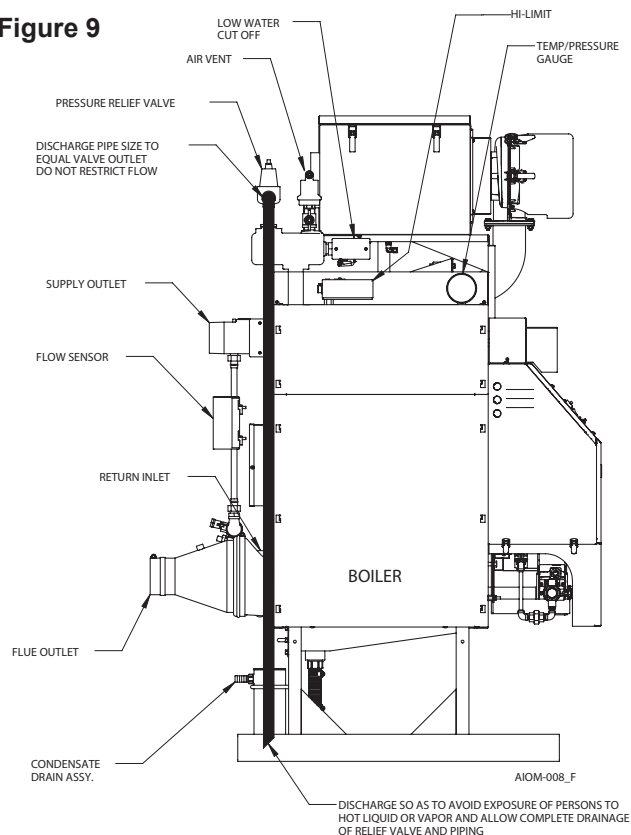 Figure 9
HI-LIMIT
LOW WATER
CUT OFF
TEMP/PRESSURE
GAUGE
AIR VENT
PRESSURE RELIEF VALVE
DISCHARGE PIPE SIZE TO
EQUAL VALVE OUTLET
DO NOT RESTRICT FLOW
SUPPLY OUTLET
FLOW SENSOR
RETURN INLET
BOILER
FLUE OUTLET
CONDENSATE
DRAIN ASSY.
AIOM-008_F
DISCHARGE SO AS TO AVOID EXPOSURE OF PERSONS TO
HOT LIQUID OR VAPOR AND ALLOW COMPLETE DRAINAGE
OF RELIEF VALVE AND PIPING